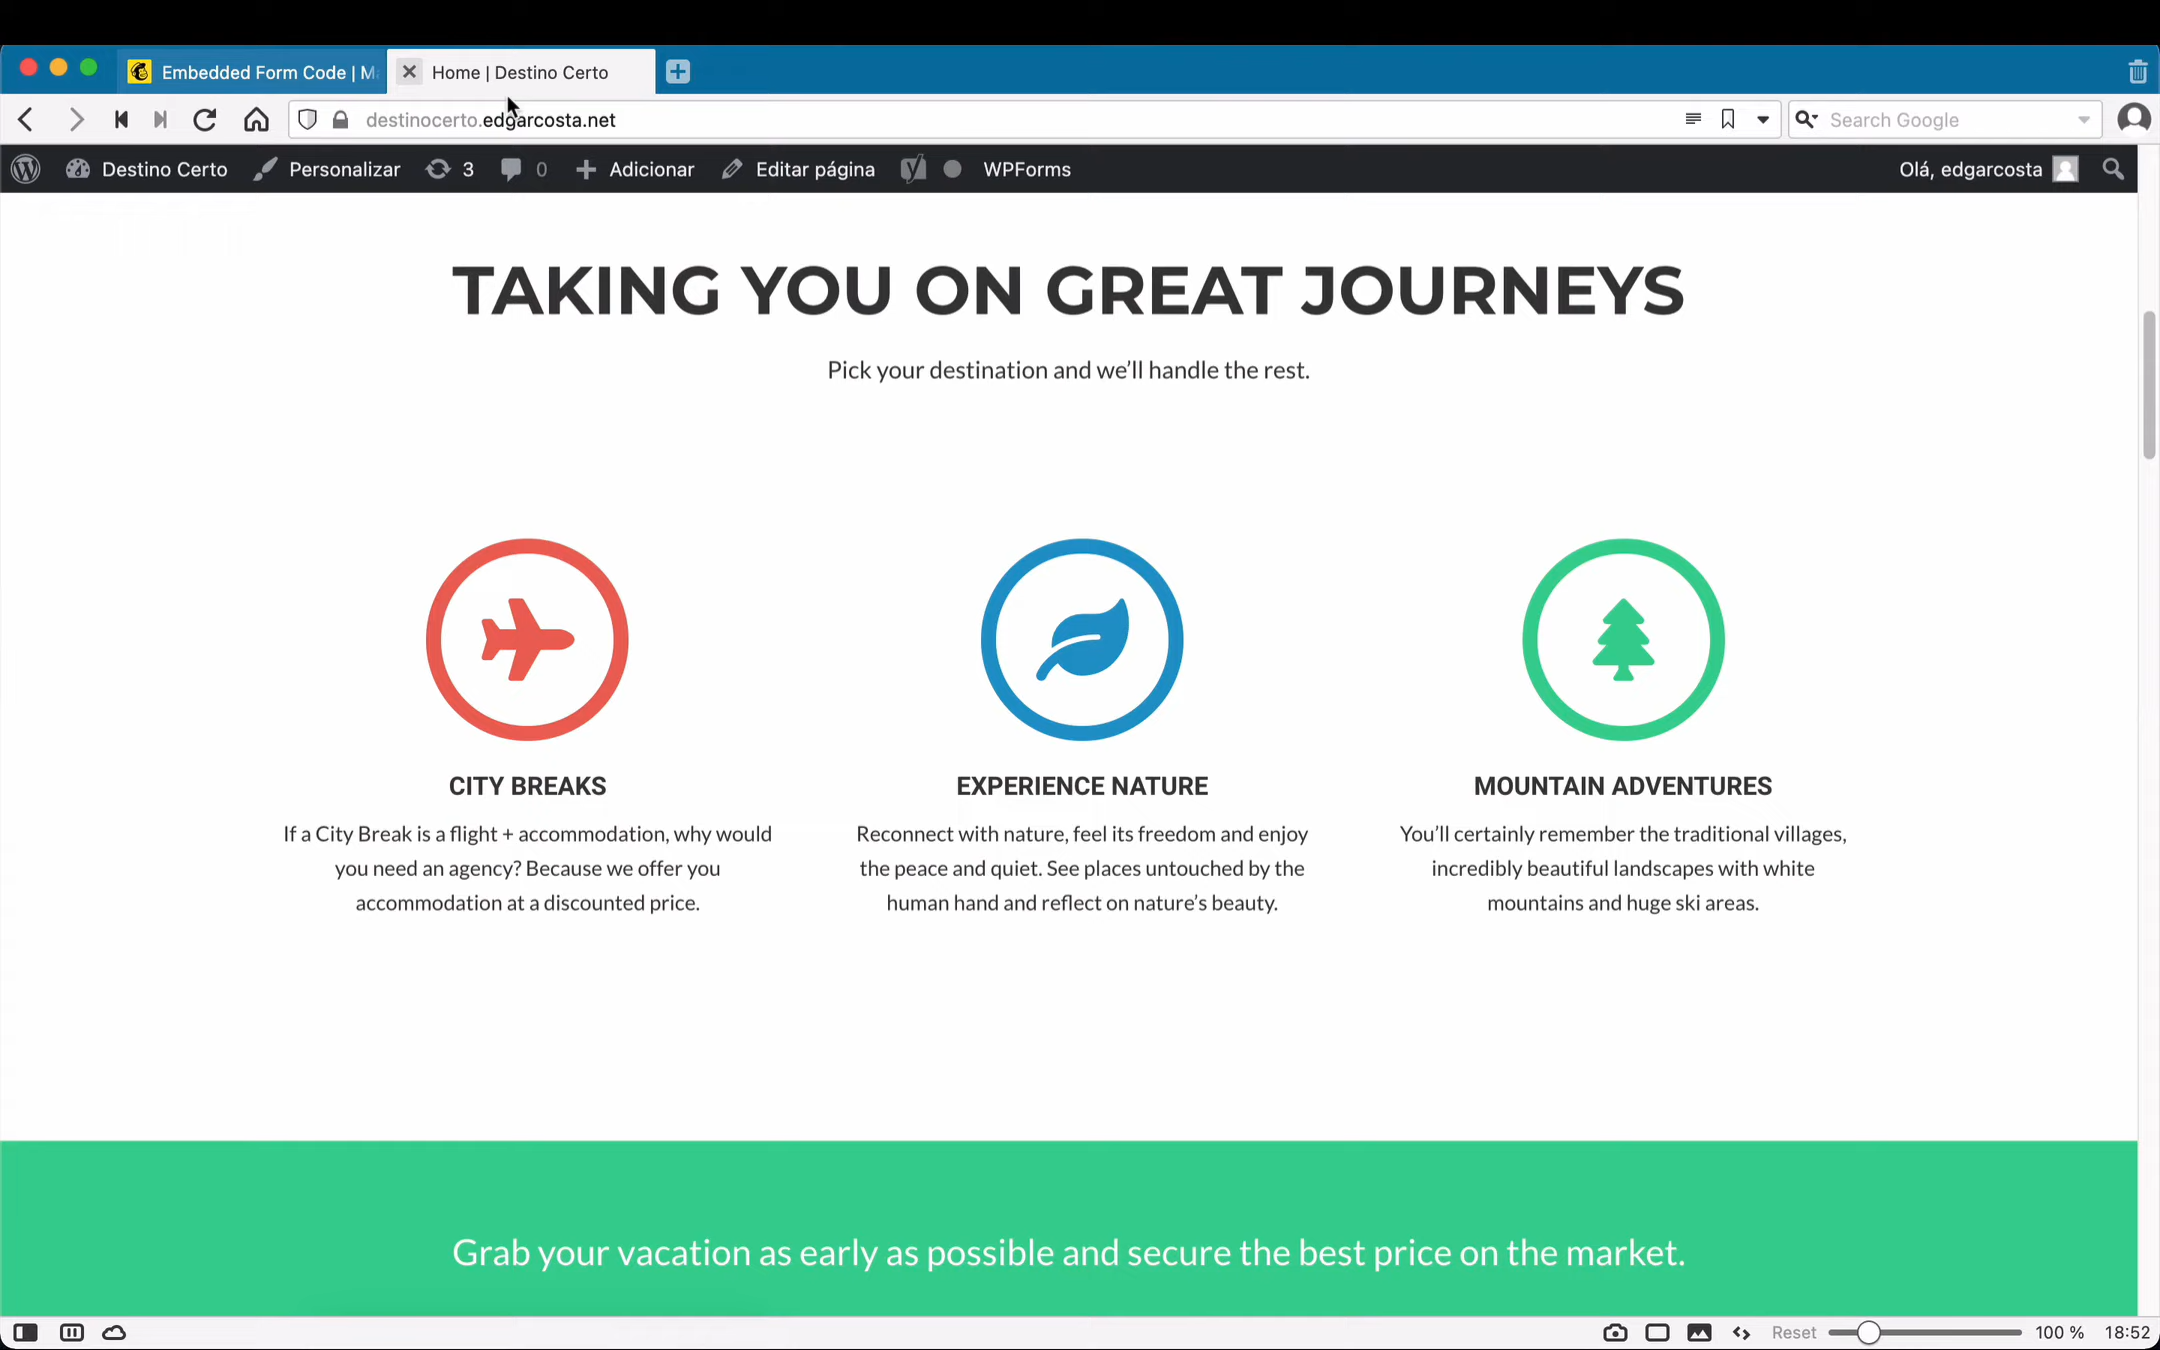 Embedded Form Code | M
Home | Destino Certo
destinocerto.edgarcosta.net
Search Google
Destino Certo
Personalizar
3
0
Adicionar
Editar página
WPForms
Olá, edgarcosta
TAKING YOU ON GREAT JOURNEYS
Pick your destination and we'll handle the rest.
CITY BREAKS
If a City Break is a flight + accommodation, why would
you need an agency? Because we offer you
accommodation at a discounted price.
EXPERIENCE NATURE
Reconnect with nature, feel its freedom and enjoy
the peace and quiet. See places untouched by the
human hand and reflect on nature's beauty.
MOUNTAIN ADVENTURES
You'll certainly remember the traditional villages,
incredibly beautiful landscapes with white
mountains and huge ski areas.
Grab your vacation as early as possible and secure the best price on the market.
Reset
100 %
18:52